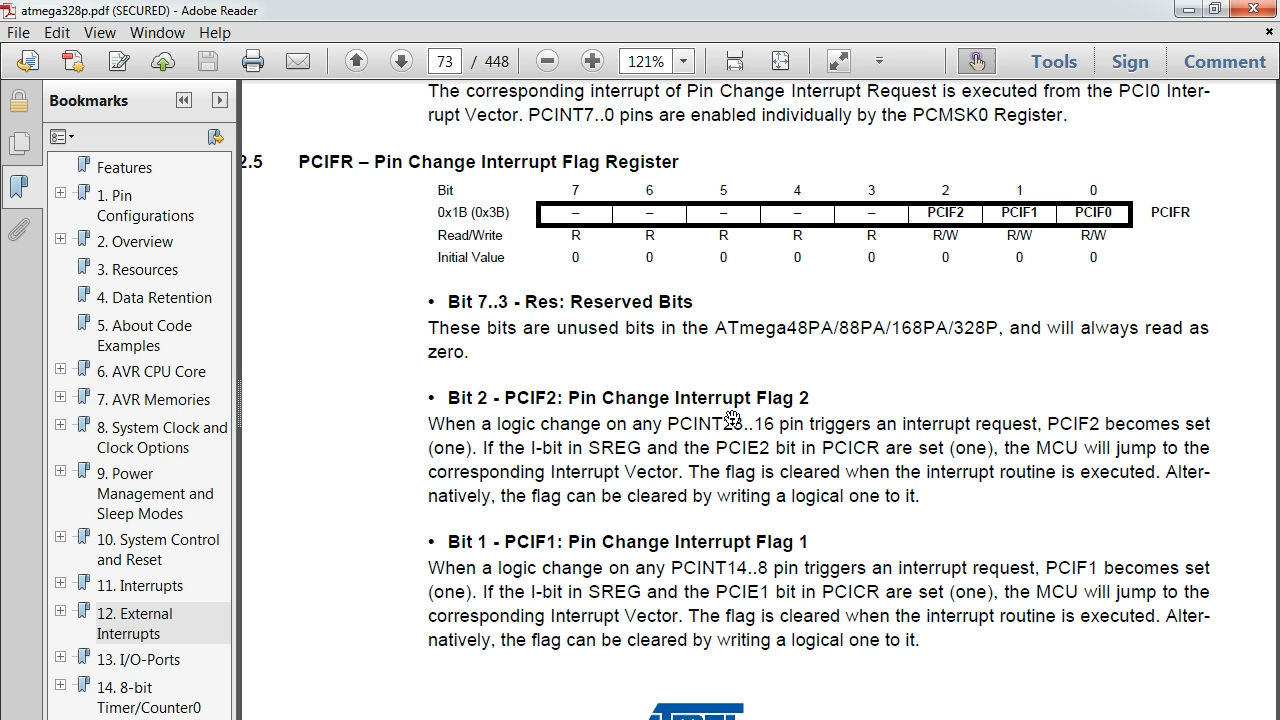 atmega328p.pdf (SECURED) - Adobe Reader
File Edit View Window Help
73 / 448 121% Tools Sign Comment
Bookmarks
Features
1. Pin
Configurations
2. Overview
3. Resources
4. Data Retention
5. About Code
Examples
6. AVR CPU Core
7. AVR Memories
8. System Clock and
Clock Options
9. Power
Management and
Sleep Modes
10. System Control
and Reset
11. Interrupts
12. External
Interrupts
13. I/O-Ports
14. 8-bit
Timer/Counter0
The corresponding interrupt of Pin Change Interrupt Request is executed from the PCI0 Inter-
rupt Vector. PCINT7..0 pins are enabled individually by the PCMSK0 Register.
2.5 PCIFR – Pin Change Interrupt Flag Register
Bit 7 6 5 4 3 2 1 0
0x1B (0x3B) – – – – – PCIF2 PCIF1 PCIF0 PCIFR
Read/Write R R R R R R/W R/W R/W
Initial Value 0 0 0 0 0 0 0 0
• Bit 7..3 - Res: Reserved Bits
These bits are unused bits in the ATmega48PA/88PA/168PA/328P, and will always read as
zero.
• Bit 2 - PCIF2: Pin Change Interrupt Flag 2
When a logic change on any PCINT23..16 pin triggers an interrupt request, PCIF2 becomes set
(one). If the I-bit in SREG and the PCIE2 bit in PCICR are set (one), the MCU will jump to the
corresponding Interrupt Vector. The flag is cleared when the interrupt routine is executed. Alter-
natively, the flag can be cleared by writing a logical one to it.
• Bit 1 - PCIF1: Pin Change Interrupt Flag 1
When a logic change on any PCINT14..8 pin triggers an interrupt request, PCIF1 becomes set
(one). If the I-bit in SREG and the PCIE1 bit in PCICR are set (one), the MCU will jump to the
corresponding Interrupt Vector. The flag is cleared when the interrupt routine is executed. Alter-
natively, the flag can be cleared by writing a logical one to it.